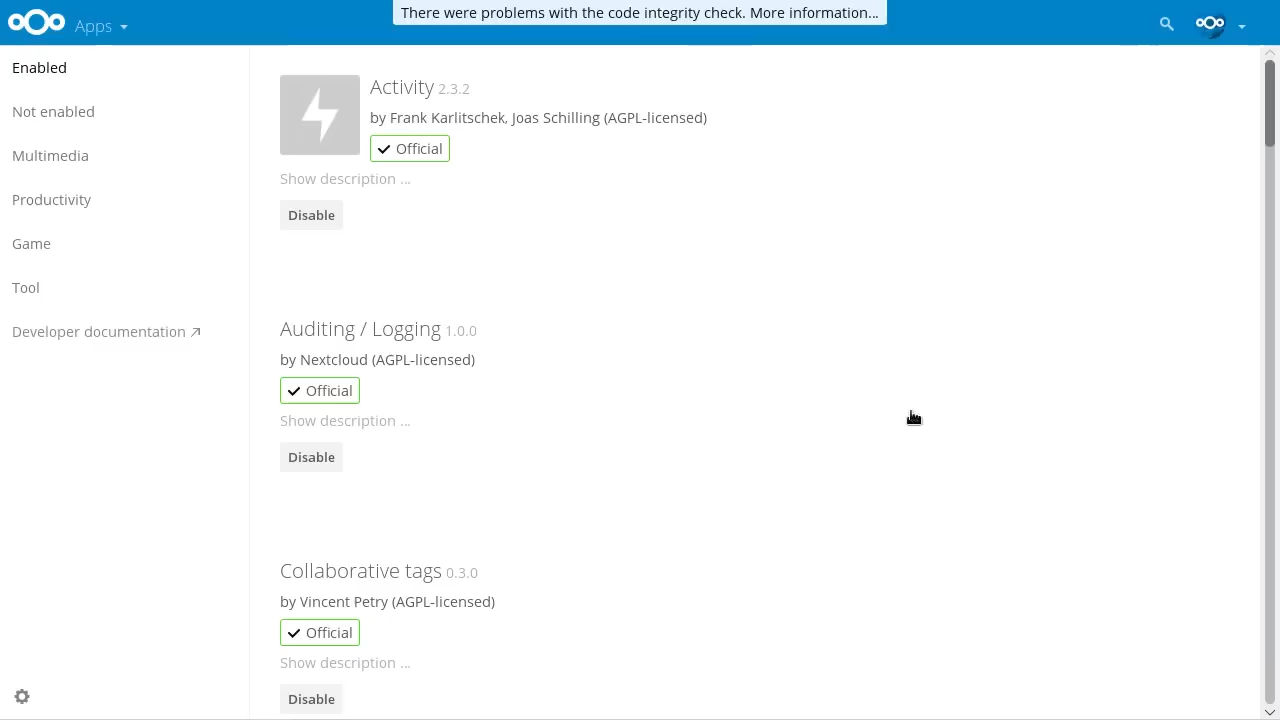 There were problems with the code integrity check. More information…
Apps
Enabled
Not enabled
Multimedia
Productivity
Game
Tool
Developer documentation ↗
Activity 2.3.2
by Frank Karlitschek, Joas Schilling (AGPL-licensed)
Official
Show description …
Disable
Auditing / Logging 1.0.0
by Nextcloud (AGPL-licensed)
Official
Show description …
Disable
Collaborative tags 0.3.0
by Vincent Petry (AGPL-licensed)
Official
Show description …
Disable